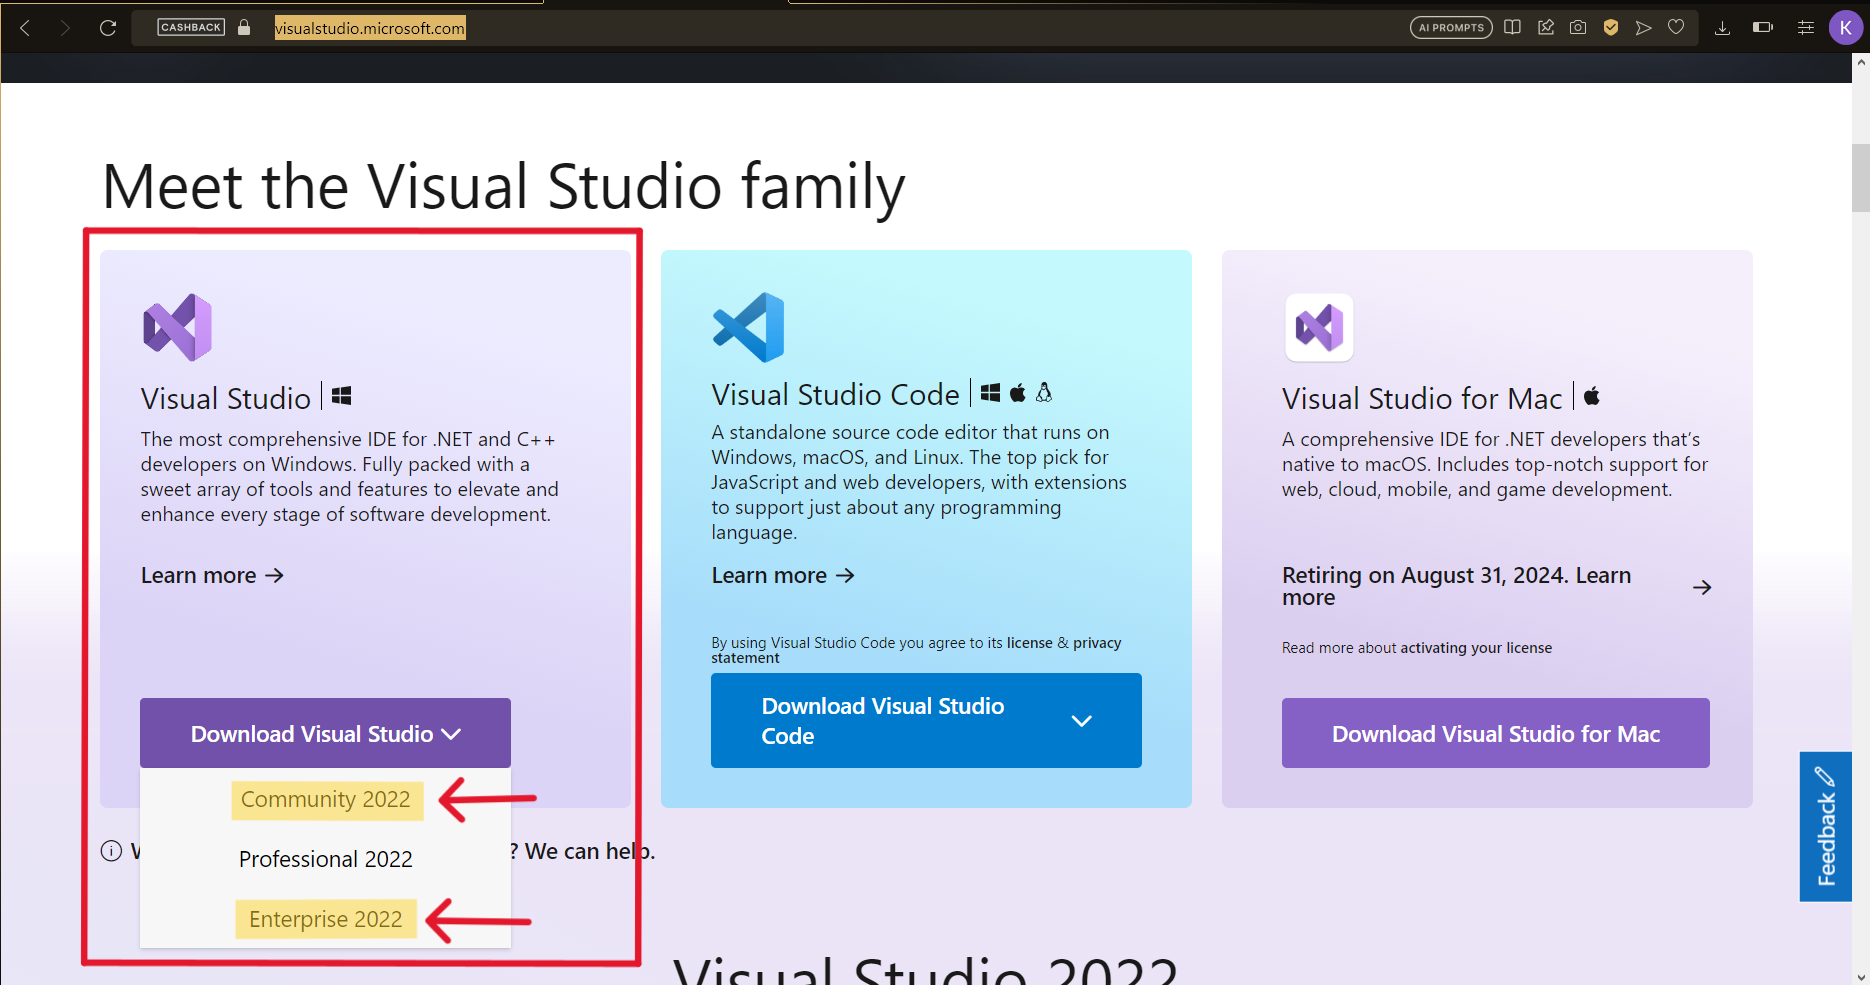 CASHBACK
visualstudio.microsoft.com
AI PROMPTS
K
Meet the Visual Studio family
Visual Studio
The most comprehensive IDE for .NET and C++
developers on Windows. Fully packed with a
sweet array of tools and features to elevate and
enhance every stage of software development.
Learn more →
Download Visual Studio
Community 2022
Professional 2022
Enterprise 2022
Visual Studio Code
A standalone source code editor that runs on
Windows, macOS, and Linux. The top pick for
JavaScript and web developers, with extensions
to support just about any programming
language.
Learn more →
By using Visual Studio Code you agree to its license & privacy
statement
Download Visual Studio
Code
Visual Studio for Mac
A comprehensive IDE for .NET developers that's
native to macOS. Includes top-notch support for
web, cloud, mobile, and game development.
Retiring on August 31, 2024. Learn
more →
Read more about activating your license
Download Visual Studio for Mac
? We can help.
Feedback
Visual Studio 2022